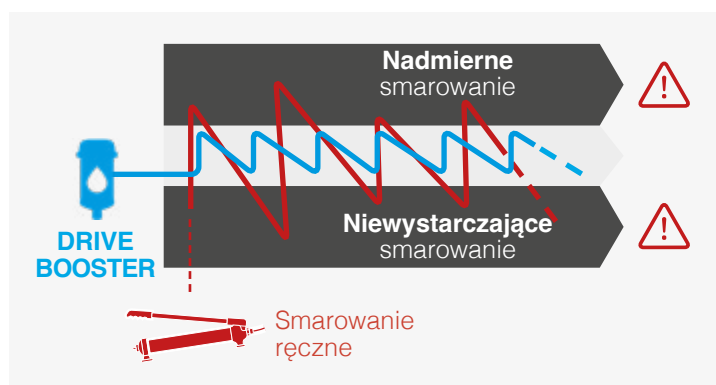 Nadmierne
smarowanie
DRIVE
BOOSTER
Niewystarczające
smarowanie
Smarowanie
ręczne